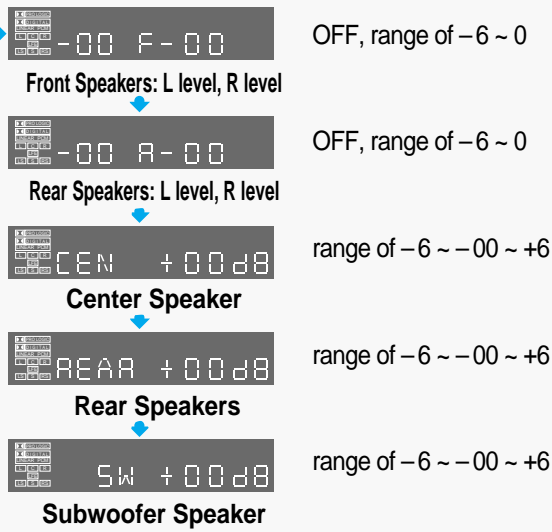 -00 F-00
OFF, range of –6 ~ 0
Front Speakers: L level, R level
-00 R-00
OFF, range of –6 ~ 0
Rear Speakers: L level, R level
CEN +00dB
range of –6 ~ –00 ~ +6
Center Speaker
REAR +00dB
range of –6 ~ –00 ~ +6
Rear Speakers
SW +00dB
range of –6 ~ –00 ~ +6
Subwoofer Speaker